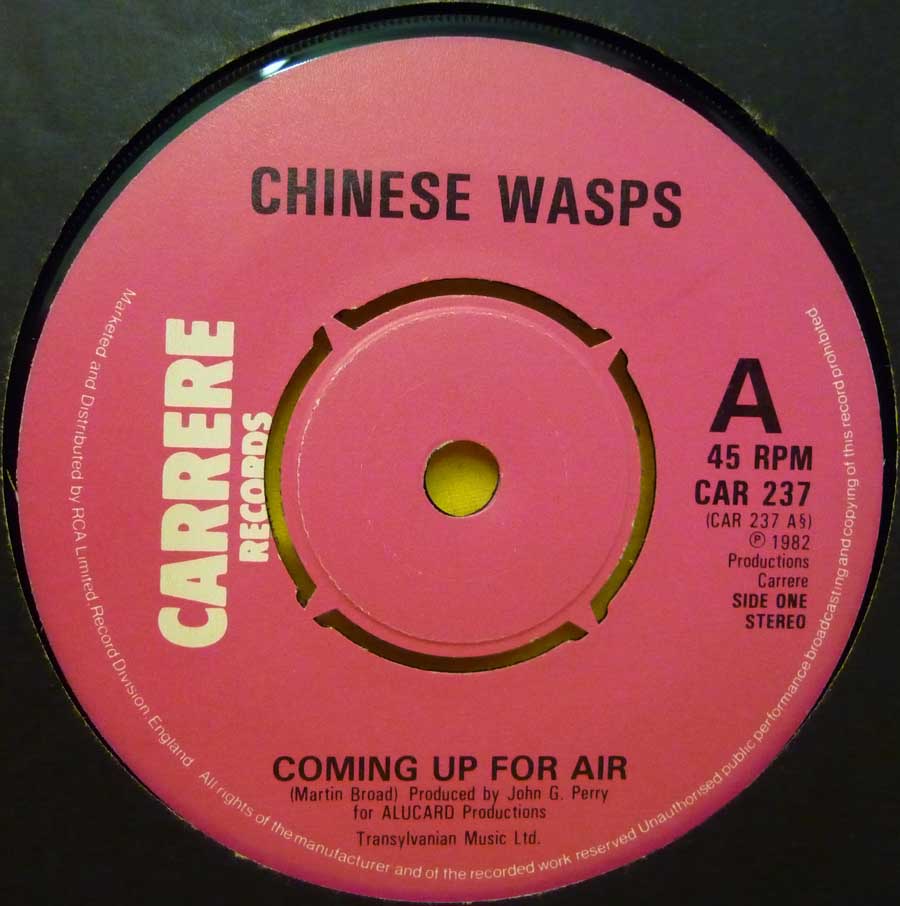 CHINESE WASPS
CARRERE
RECORDS
A
45 RPM
CAR 237
(CAR 237 A§)
℗ 1982
Productions
Carrere
SIDE ONE
STEREO
COMING UP FOR AIR
(Martin Broad) Produced by John G. Perry
for ALUCARD Productions
Transylvanian Music Ltd.
Marketed and Distributed by RCA Limited, Record Division, England All rights of the manufacturer and of the recorded work reserved Unauthorised public performance broadcasting and copying of this record prohibited